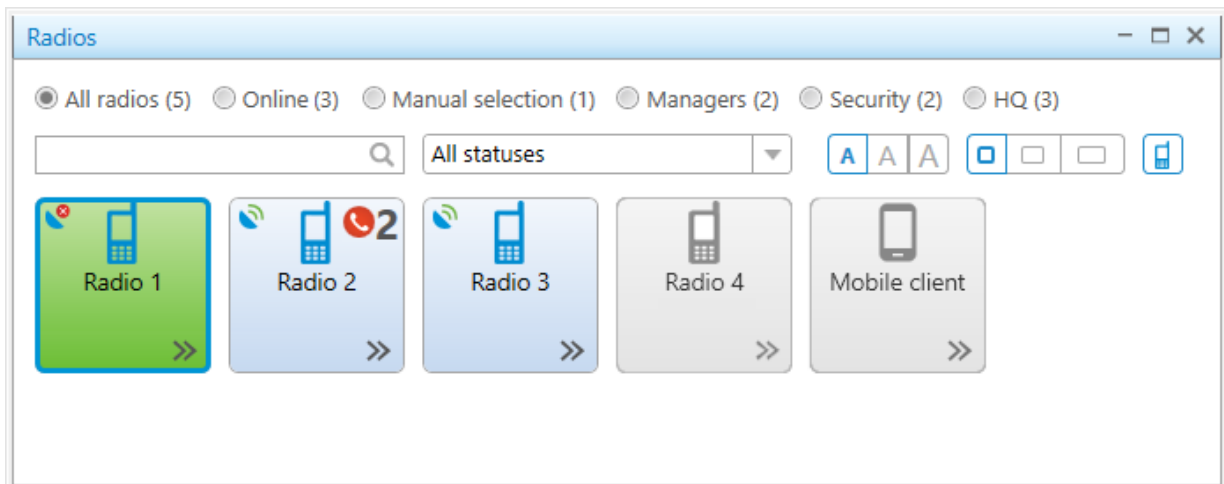 Radios
All radios (5) Online (3) Manual selection (1) Managers (2) Security (2) HQ (3)
All statuses A A A
2
Radio 1 Radio 2 Radio 3 Radio 4 Mobile client